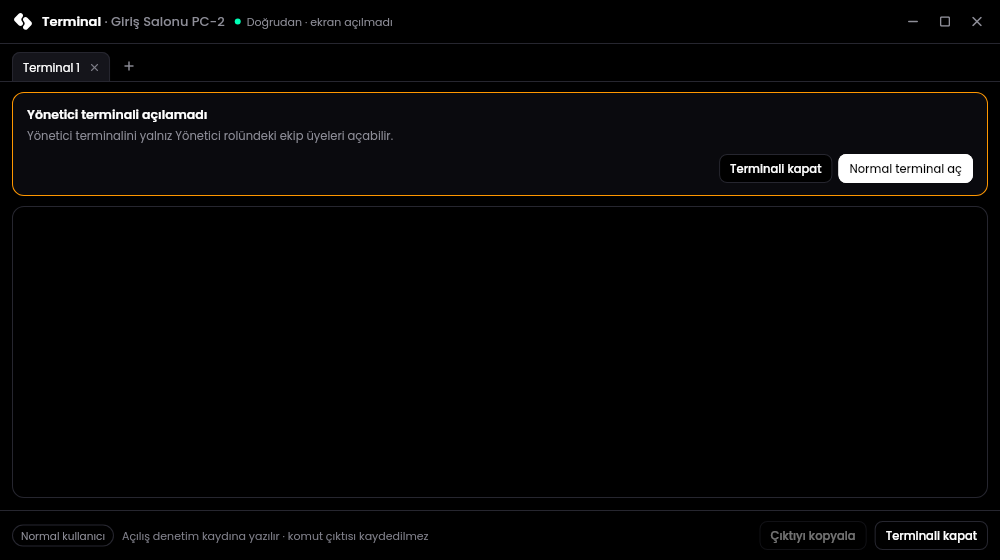 Terminal · Giriş Salonu PC-2 Doğrudan · ekran açılmadı
Terminal 1
Yönetici terminali açılamadı
Yönetici terminalini yalnız Yönetici rolündeki ekip üyeleri açabilir.
Terminali kapat Normal terminal aç
Normal kullanıcı Açılış denetim kaydına yazılır · komut çıktısı kaydedilmez Çıktıyı kopyala Terminali kapat